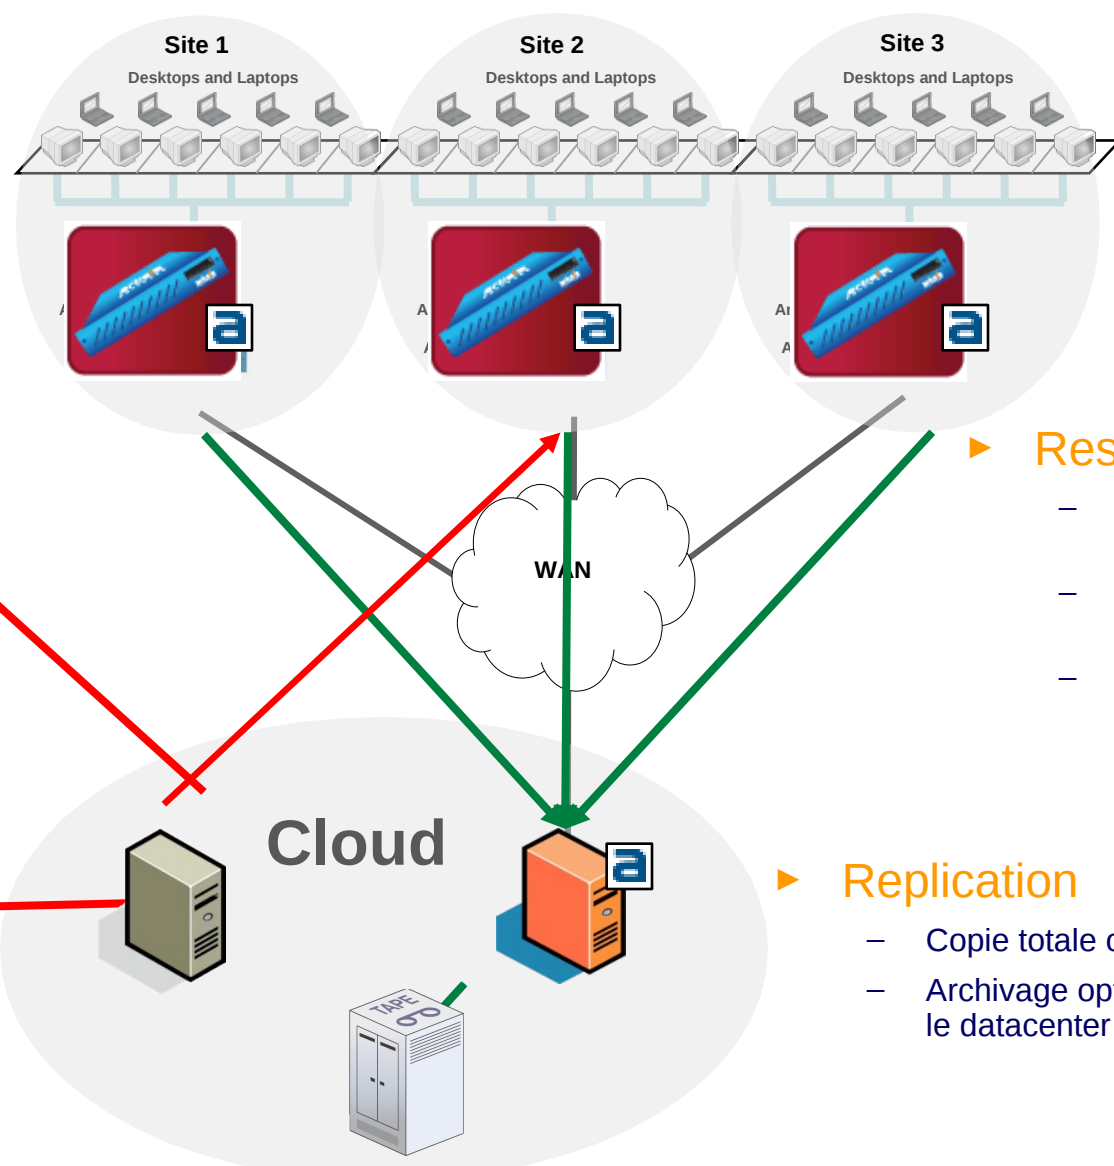 Site 1
Site 2
Site 3
Desktops and Laptops
Desktops and Laptops
Desktops and Laptops
a
a
a
WAN
Cloud
a
TAPE
Replication
– Copie totale
– Archivage
le datacenter